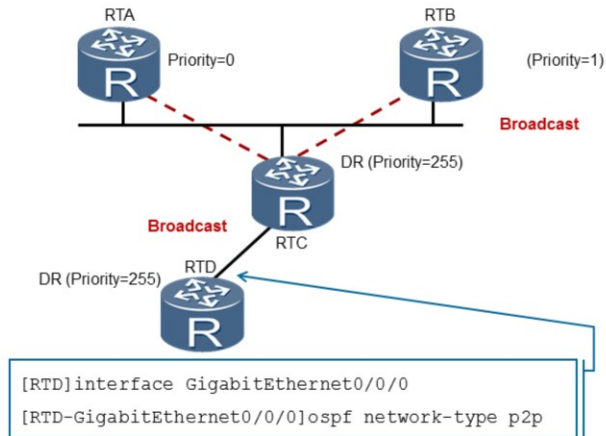 RTA
RTB
Priority=0
(Priority=1)
R
R
Broadcast
DR (Priority=255)
R
Broadcast
RTC
RTD
DR (Priority=255)
R
[RTD]interface GigabitEthernet0/0/0
[RTD-GigabitEthernet0/0/0]ospf network-type p2p